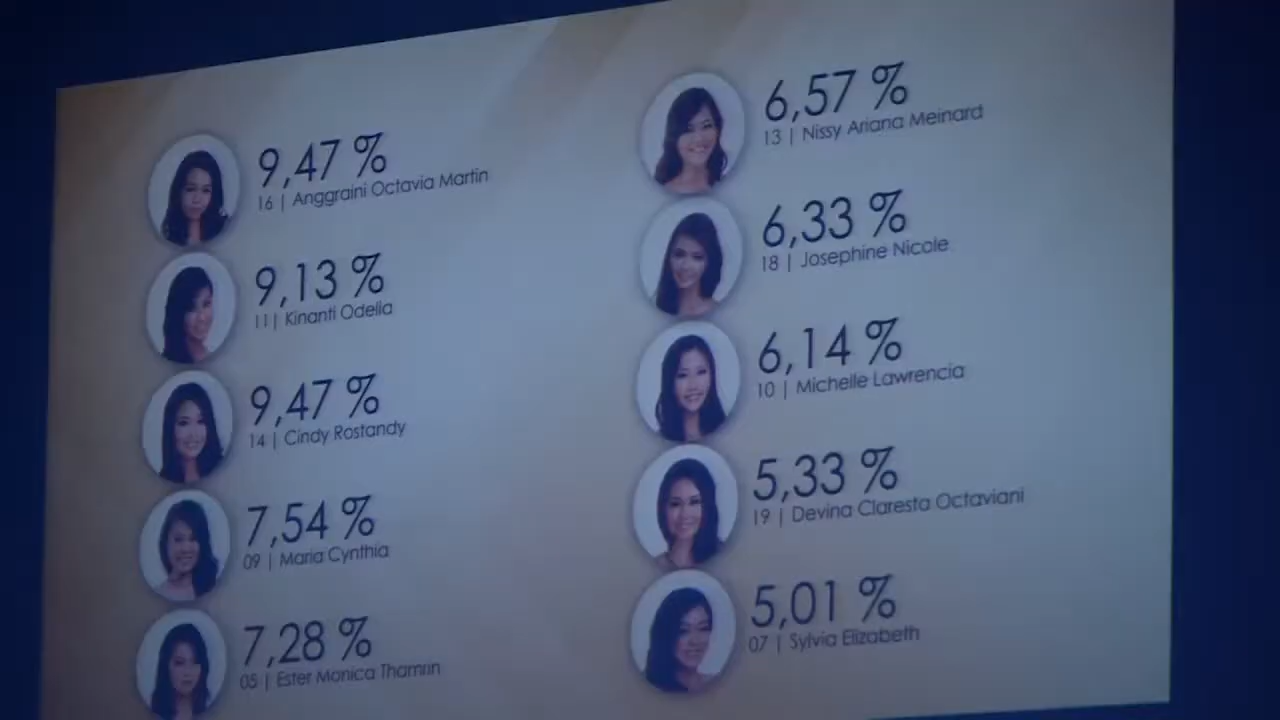 9,47 %
16 | Anggraini Octavia Martin
9,13 %
11 | Kinanti Odelia
9,47 %
14 | Cindy Rostandy
7,54 %
09 | Maria Cynthia
7,28 %
05 | Ester Monica Thamrin
6,57 %
13 | Nissy Ariana Meinard
6,33 %
18 | Josephine Nicole
6,14 %
10 | Michelle Lawrencia
5,33 %
19 | Devina Claresta Octaviani
5,01 %
07 | Sylvia Elizabeth